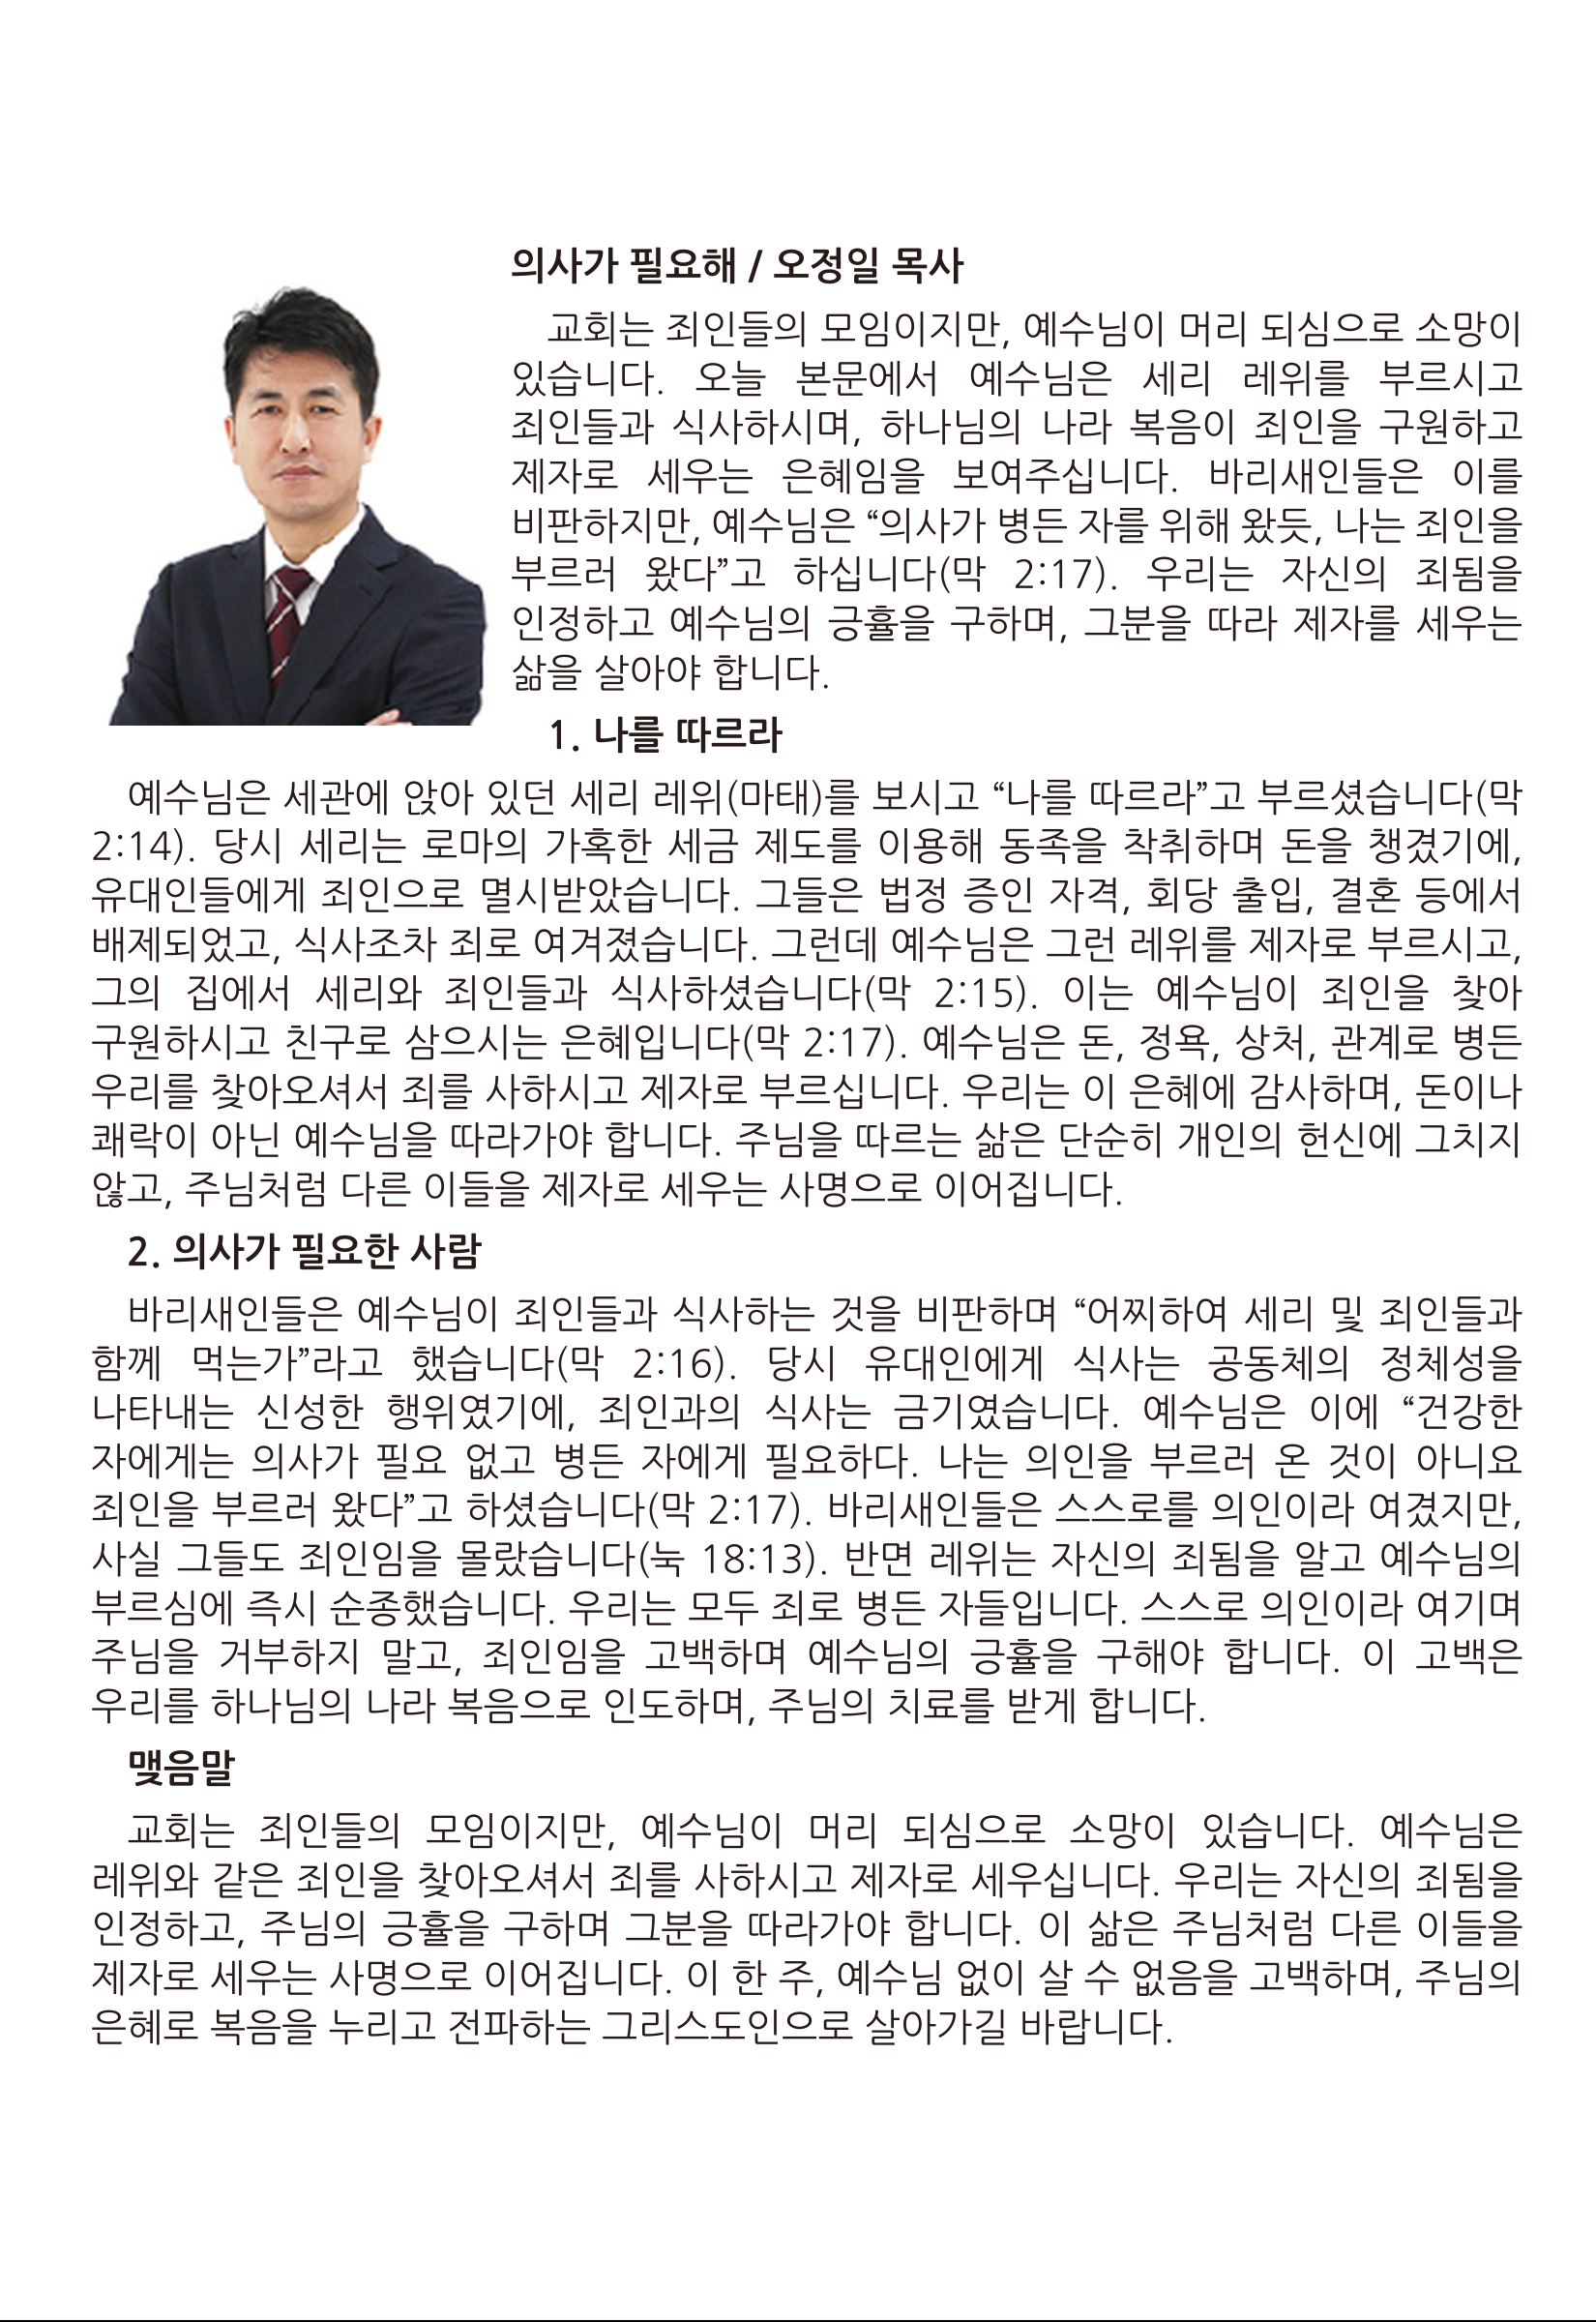 의사가 필요해 / 오정일 목사
교회는 죄인들의 모임이지만, 예수님이 머리 되심으로 소망이
있습니다. 오늘 본문에서 예수님은 세리 레위를 부르시고
죄인들과 식사하시며, 하나님의 나라 복음이 죄인을 구원하고
제자로 세우는 은혜임을 보여주십니다. 바리새인들은 이를
비판하지만, 예수님은 “의사가 병든 자를 위해 왔듯, 나는 죄인을
부르러 왔다”고 하십니다(막 2:17). 우리는 자신의 죄됨을
인정하고 예수님의 긍휼을 구하며, 그분을 따라 제자를 세우는
삶을 살아야 합니다.
1. 나를 따르라
예수님은 세관에 앉아 있던 세리 레위(마태)를 보시고 “나를 따르라”고 부르셨습니다(막
2:14). 당시 세리는 로마의 가혹한 세금 제도를 이용해 동족을 착취하며 돈을 챙겼기에,
유대인들에게 죄인으로 멸시받았습니다. 그들은 법정 증인 자격, 회당 출입, 결혼 등에서
배제되었고, 식사조차 죄로 여겨졌습니다. 그런데 예수님은 그런 레위를 제자로 부르시고,
그의 집에서 세리와 죄인들과 식사하셨습니다(막 2:15). 이는 예수님이 죄인을 찾아
구원하시고 친구로 삼으시는 은혜입니다(막 2:17). 예수님은 돈, 정욕, 상처, 관계로 병든
우리를 찾아오셔서 죄를 사하시고 제자로 부르십니다. 우리는 이 은혜에 감사하며, 돈이나
쾌락이 아닌 예수님을 따라가야 합니다. 주님을 따르는 삶은 단순히 개인의 헌신에 그치지
않고, 주님처럼 다른 이들을 제자로 세우는 사명으로 이어집니다.
2. 의사가 필요한 사람
바리새인들은 예수님이 죄인들과 식사하는 것을 비판하며 “어찌하여 세리 및 죄인들과
함께 먹는가”라고 했습니다(막 2:16). 당시 유대인에게 식사는 공동체의 정체성을
나타내는 신성한 행위였기에, 죄인과의 식사는 금기였습니다. 예수님은 이에 “건강한
자에게는 의사가 필요 없고 병든 자에게 필요하다. 나는 의인을 부르러 온 것이 아니요
죄인을 부르러 왔다”고 하셨습니다(막 2:17). 바리새인들은 스스로를 의인이라 여겼지만,
사실 그들도 죄인임을 몰랐습니다(눅 18:13). 반면 레위는 자신의 죄됨을 알고 예수님의
부르심에 즉시 순종했습니다. 우리는 모두 죄로 병든 자들입니다. 스스로 의인이라 여기며
주님을 거부하지 말고, 죄인임을 고백하며 예수님의 긍휼을 구해야 합니다. 이 고백은
우리를 하나님의 나라 복음으로 인도하며, 주님의 치료를 받게 합니다.
맺음말
교회는 죄인들의 모임이지만, 예수님이 머리 되심으로 소망이 있습니다. 예수님은
레위와 같은 죄인을 찾아오셔서 죄를 사하시고 제자로 세우십니다. 우리는 자신의 죄됨을
인정하고, 주님의 긍휼을 구하며 그분을 따라가야 합니다. 이 삶은 주님처럼 다른 이들을
제자로 세우는 사명으로 이어집니다. 이 한 주, 예수님 없이 살 수 없음을 고백하며, 주님의
은혜로 복음을 누리고 전파하는 그리스도인으로 살아가길 바랍니다.